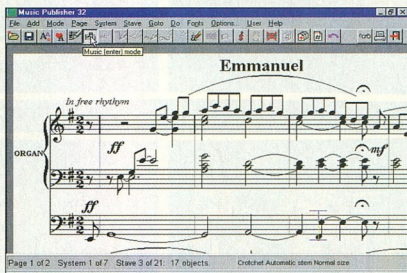 Music Publisher 32
File Add Mode Page System Stave Goto Do Fonts Options... User Help
Music (enter) mode
Emmanuel
In free rhythym
ORGAN
ff
mf
ff
Page 1 of 2 System 1 of 7 Stave 3 of 21: 17 objects. Crotchet Automatic stem Normal size